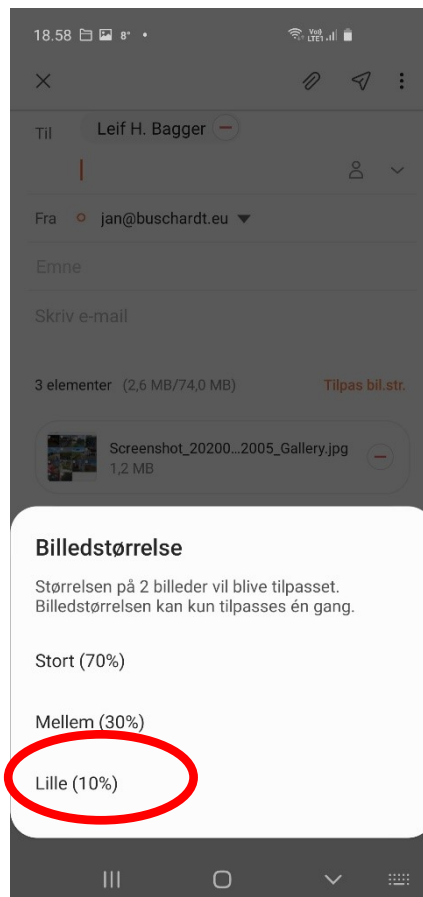 18.58 8° VoI) LTE1
Til Leif H. Bagger
Fra jan@buschardt.eu
Emne
Skriv e-mail
3 elementer (2,6 MB/74,0 MB) Tilpas bil.str.
Screenshot_20200...2005_Gallery.jpg
1,2 MB
Billedstørrelse
Størrelsen på 2 billeder vil blive tilpasset.
Billedstørrelsen kan kun tilpasses én gang.
Stort (70%)
Mellem (30%)
Lille (10%)